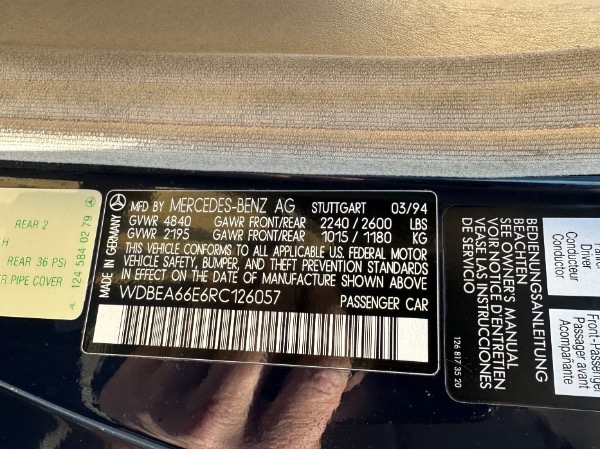 REAR 2
REAR 36 PSI
PIPE COVER
124 584 02 79
MADE IN GERMANY
MFD BY MERCEDES-BENZ AG STUTTGART 03/94
GVWR 4840 GAWR FRONT/REAR 2240/2600 LBS
GVWR 2195 GAWR FRONT/REAR 1015/1180 KG
THIS VEHICLE CONFORMS TO ALL APPLICABLE U.S. FEDERAL MOTOR
VEHICLE SAFETY, BUMPER, AND THEFT PREVENTION STANDARDS
IN EFFECT ON THE DATE OF MANUFACTURE SHOWN ABOVE
WDBEA66E6RC126057 PASSENGER CAR
126 817 35 20
BEDIENUNGSANLEITUNG
BEACHTEN
SEE OWNER'S MANUAL
VOIR NOTICE D'ENTRETIEN
VEASE LAS INSTRUCCIONES
DE SERVICIO
Fahrer
Driver
Conducteur
Conductor
Front-Passenger
Passager avant
Acompañante